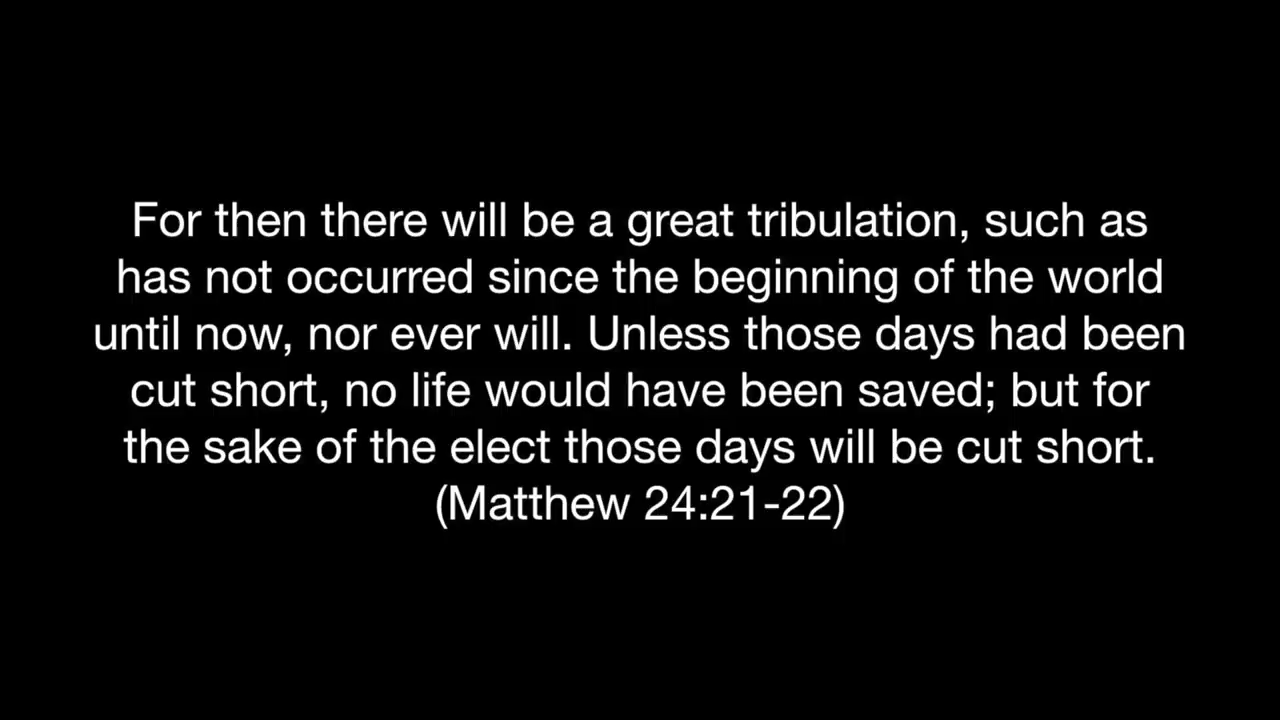 For then there will be a great tribulation, such as
has not occurred since the beginning of the world
until now, nor ever will. Unless those days had been
cut short, no life would have been saved; but for
the sake of the elect those days will be cut short.
(Matthew 24:21-22)